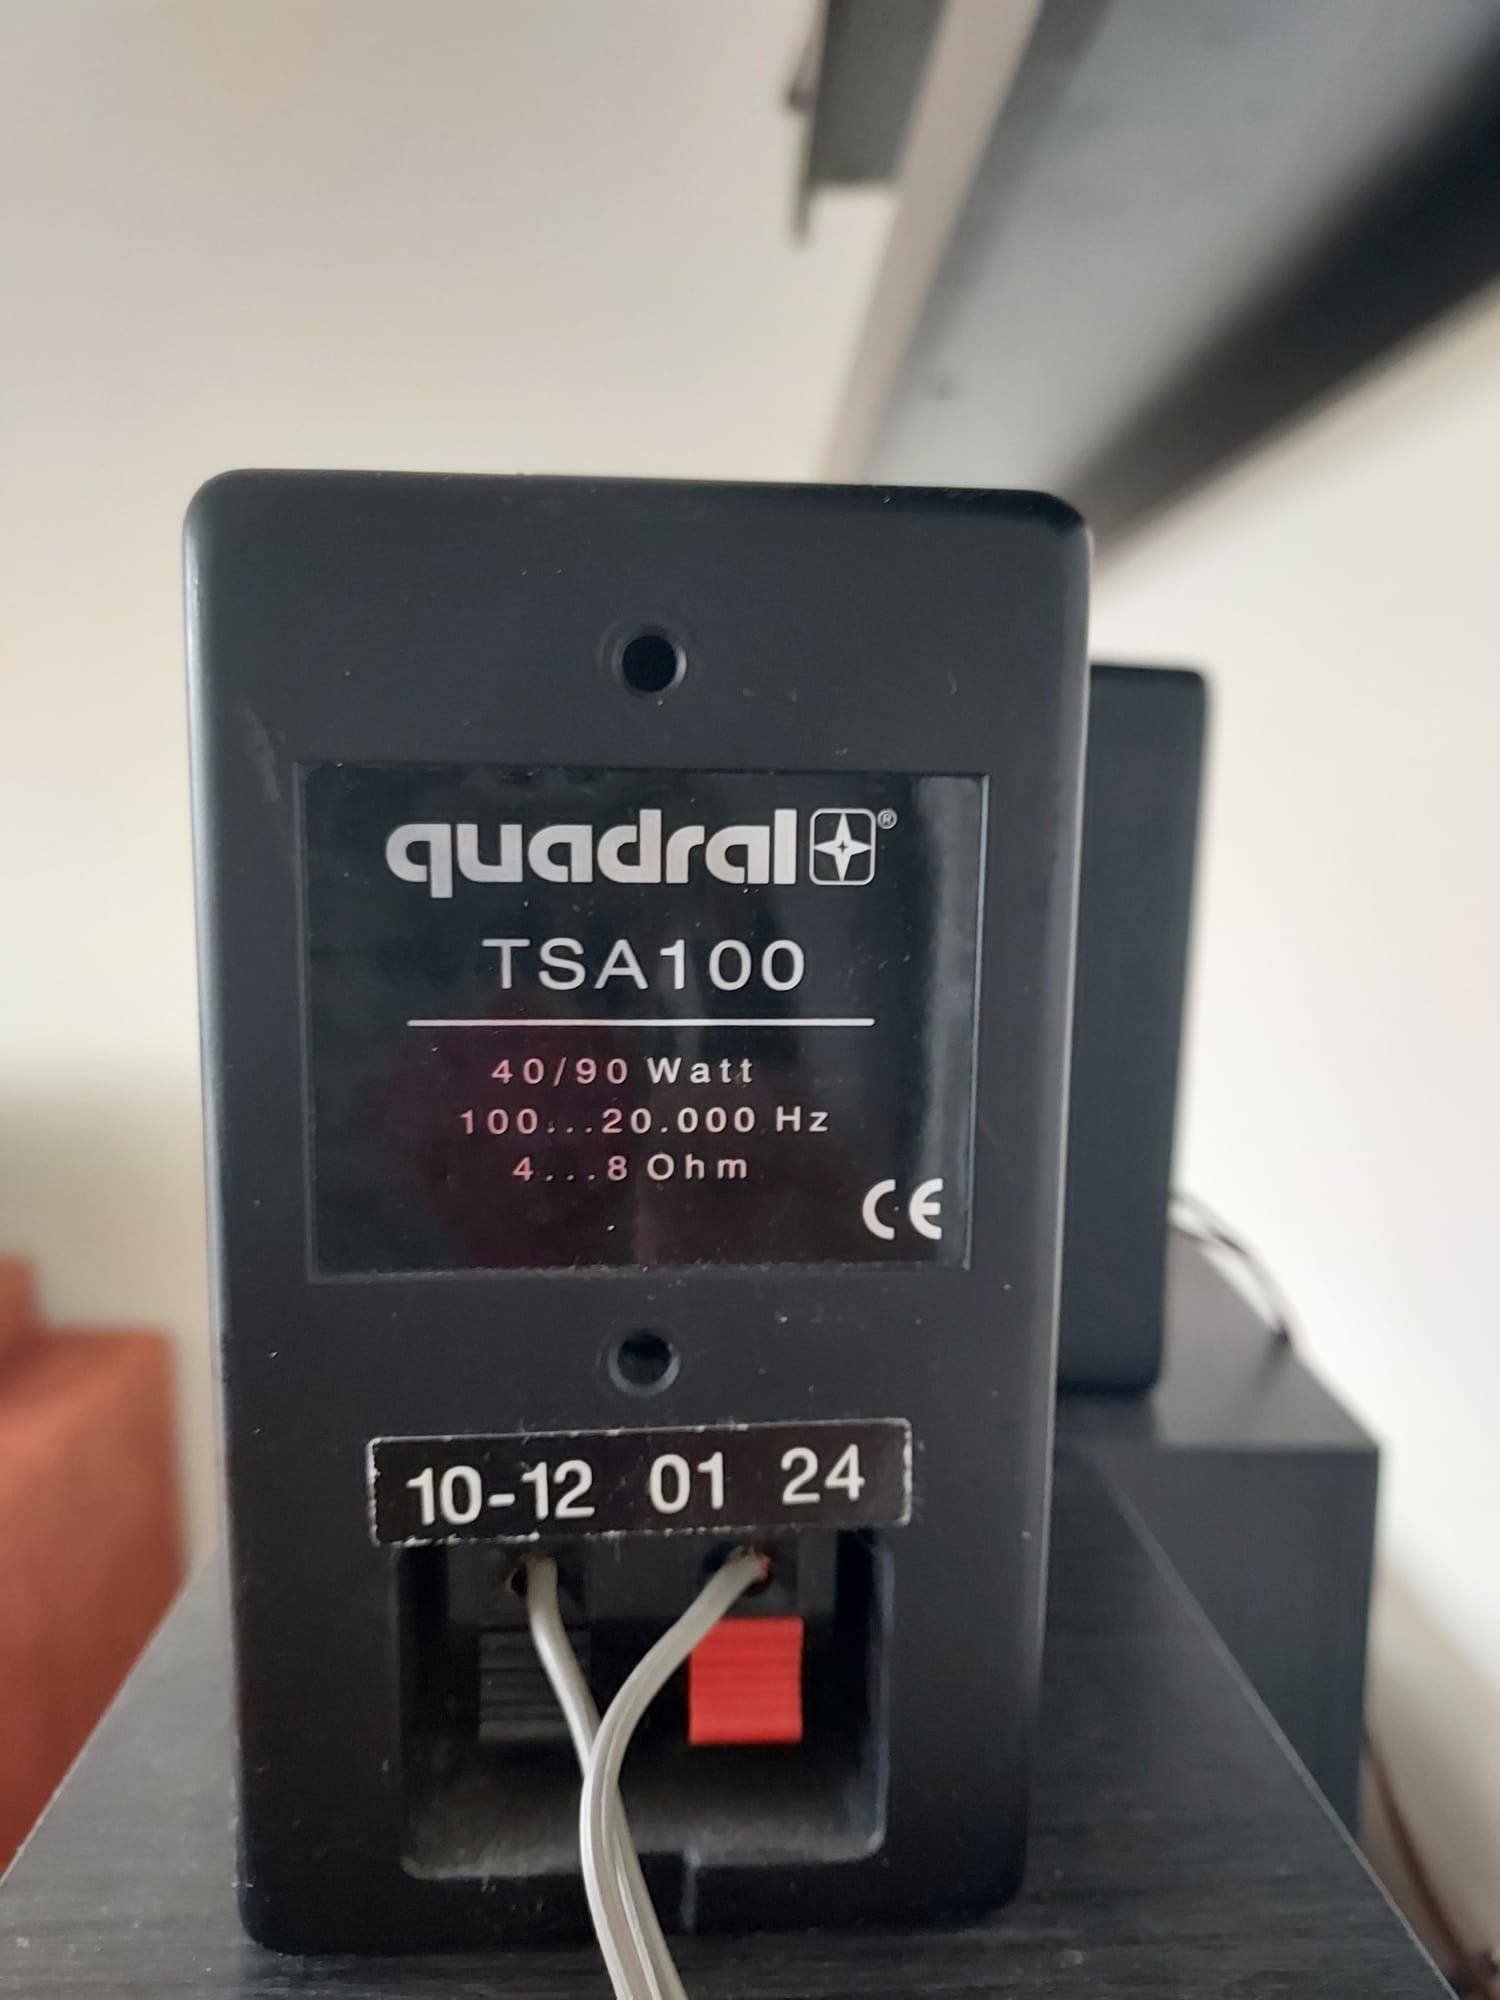 quadral®
TSA100
40/90 Watt
100...20.000 Hz
4...8 Ohm
CE
10-12 01 24